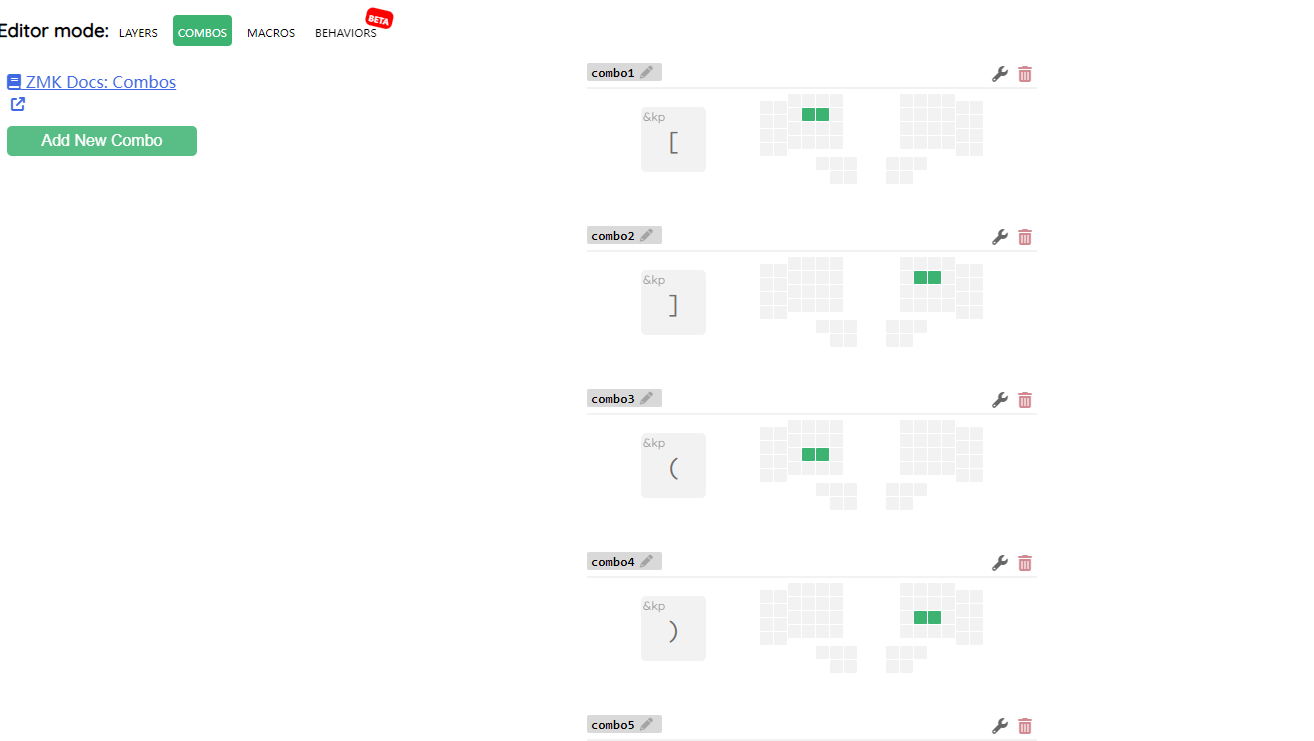 Editor mode: LAYERS COMBOS MACROS BEHAVIORS BETA
ZMK Docs: Combos
Add New Combo
combo1
&kp
[
combo2
&kp
]
combo3
&kp
(
combo4
&kp
)
combo5